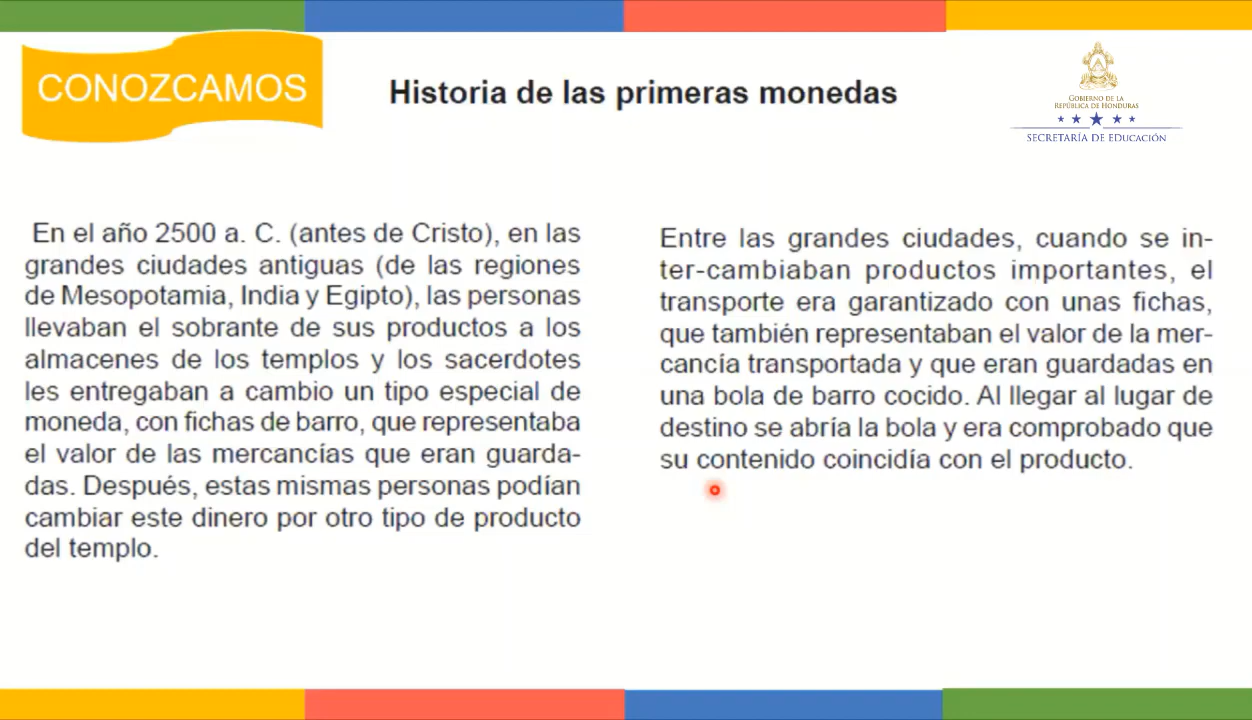 CONOZCAMOS
Historia de las primeras monedas
GOBIERNO DE LA
REPÚBLICA DE HONDURAS
SECRETARÍA DE EDUCACIÓN
En el año 2500 a. C. (antes de Cristo), en las
grandes ciudades antiguas (de las regiones
de Mesopotamia, India y Egipto), las personas
llevaban el sobrante de sus productos a los
almacenes de los templos y los sacerdotes
les entregaban a cambio un tipo especial de
moneda, con fichas de barro, que representaba
el valor de las mercancías que eran guarda-
das. Después, estas mismas personas podían
cambiar este dinero por otro tipo de producto
del templo.
Entre las grandes ciudades, cuando se in-
ter-cambiaban productos importantes, el
transporte era garantizado con unas fichas,
que también representaban el valor de la mer-
cancía transportada y que eran guardadas en
una bola de barro cocido. Al llegar al lugar de
destino se abría la bola y era comprobado que
su contenido coincidía con el producto.